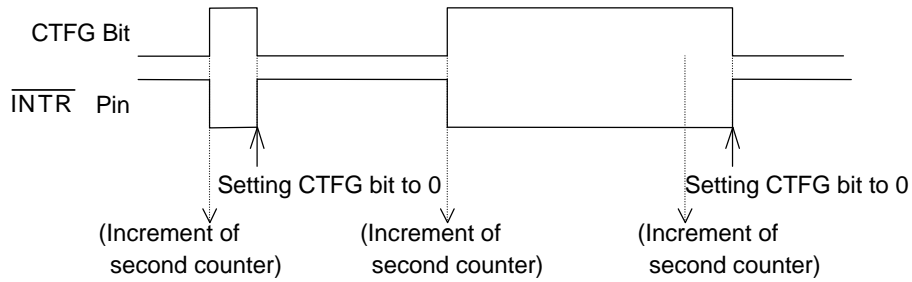 CTFG Bit
INTR Pin
Setting CTFG bit to 0 Setting CTFG bit to 0
(Increment of (Increment of (Increment of
second counter) second counter) second counter)